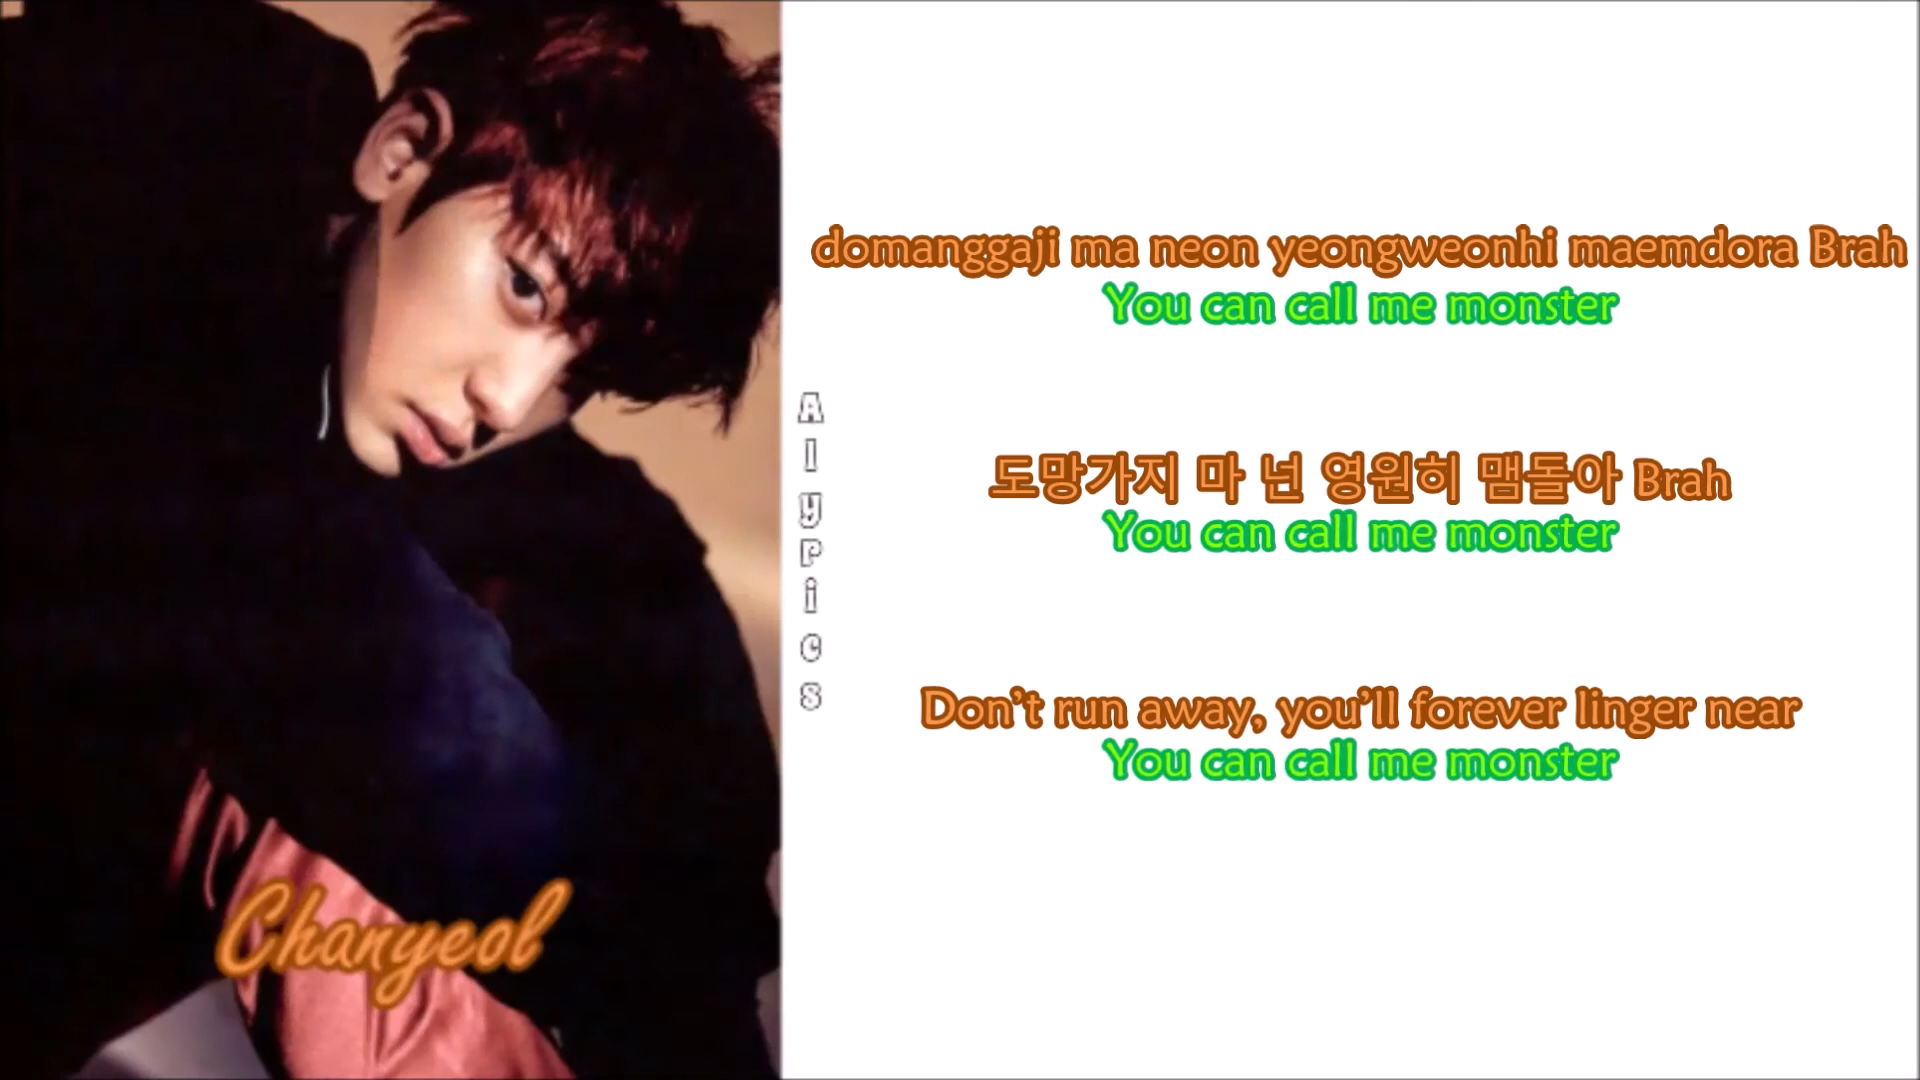 domanggaji ma neon yeongweonhi maemdora Brah
You can call me monster
도망가지 마 넌 영원히 맴돌아 Brah
You can call me monster
Don't run away, you'll forever linger near
You can call me monster
AlyPics
Chanyeol